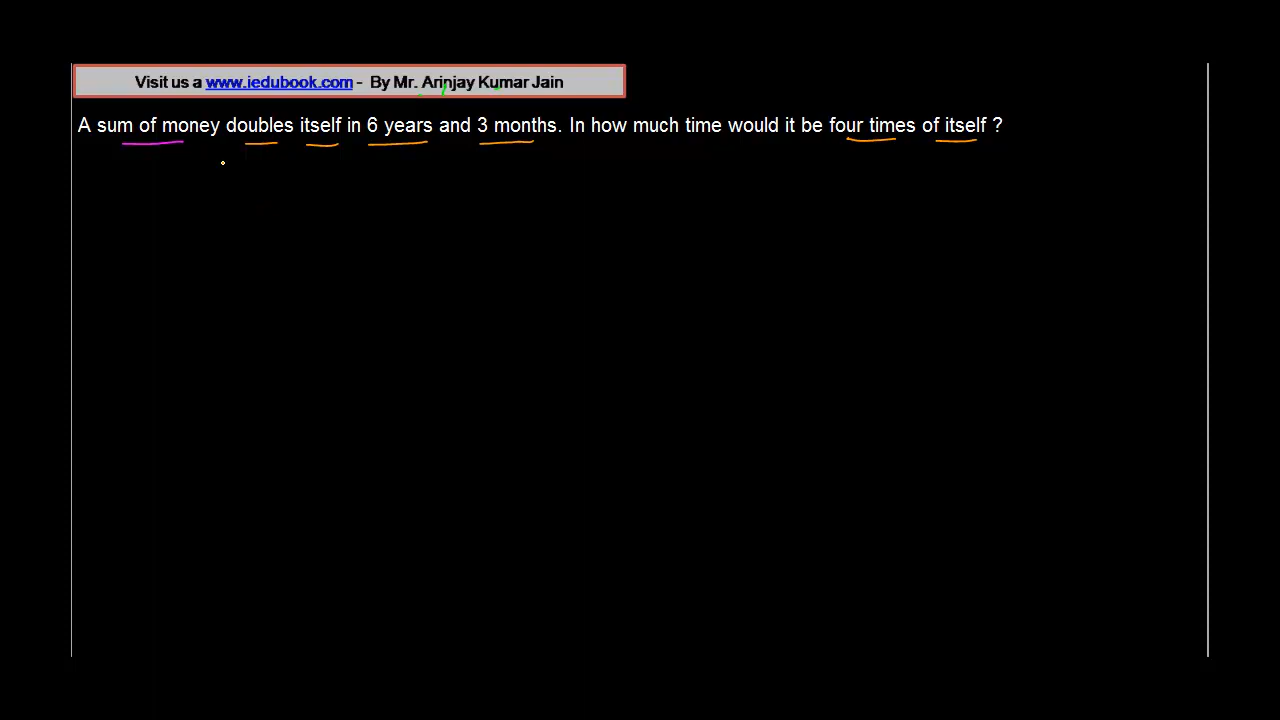 Visit us a www.iedubook.com - By Mr. Arinjay Kumar Jain
A sum of money doubles itself in 6 years and 3 months. In how much time would it be four times of itself ?